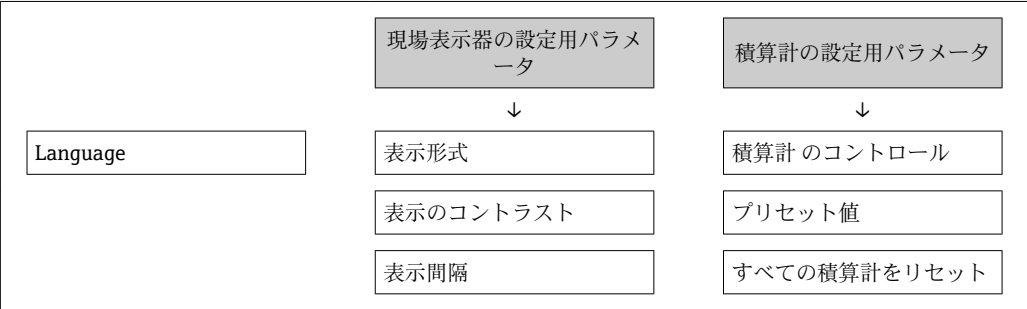 現場表示器の設定用パラメ
ータ
積算計の設定用パラメータ
↓
↓
Language
表示形式
積算計 のコントロール
表示のコントラスト
プリセット値
表示間隔
すべての積算計をリセット